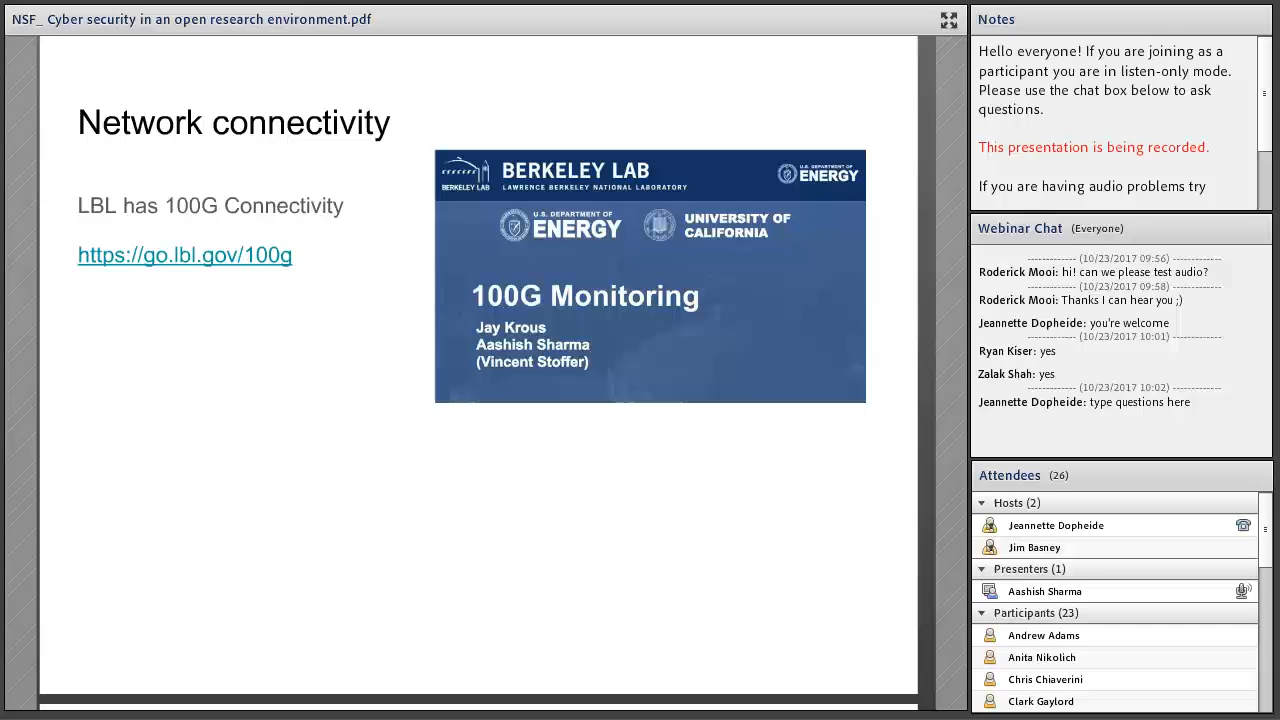 NSF_ Cyber security in an open research environment.pdf
Network connectivity
LBL has 100G Connectivity
https://go.lbl.gov/100g
BERKELEY LAB
BERKELEY LAB
LAWRENCE BERKELEY NATIONAL LABORATORY
U.S. DEPARTMENT OF
ENERGY
U.S. DEPARTMENT OF
ENERGY
UNIVERSITY OF
CALIFORNIA
100G Monitoring
Jay Krous
Aashish Sharma
(Vincent Stoffer)
Notes
Hello everyone! If you are joining as a
participant you are in listen-only mode.
Please use the chat box below to ask
questions.
This presentation is being recorded.
If you are having audio problems try
Webinar Chat (Everyone)
------------ (10/23/2017 09:56) ------------
Roderick Mooi: hi! can we please test audio?
------------ (10/23/2017 09:58) ------------
Roderick Mooi: Thanks I can hear you ;)
Jeannette Dopheide: you're welcome
------------ (10/23/2017 10:01) ------------
Ryan Kiser: yes
Zalak Shah: yes
------------ (10/23/2017 10:02) ------------
Jeannette Dopheide: type questions here
Attendees (26)
Hosts (2)
Jeannette Dopheide
Jim Basney
Presenters (1)
Aashish Sharma
Participants (23)
Andrew Adams
Anita Nikolich
Chris Chiaverini
Clark Gaylord